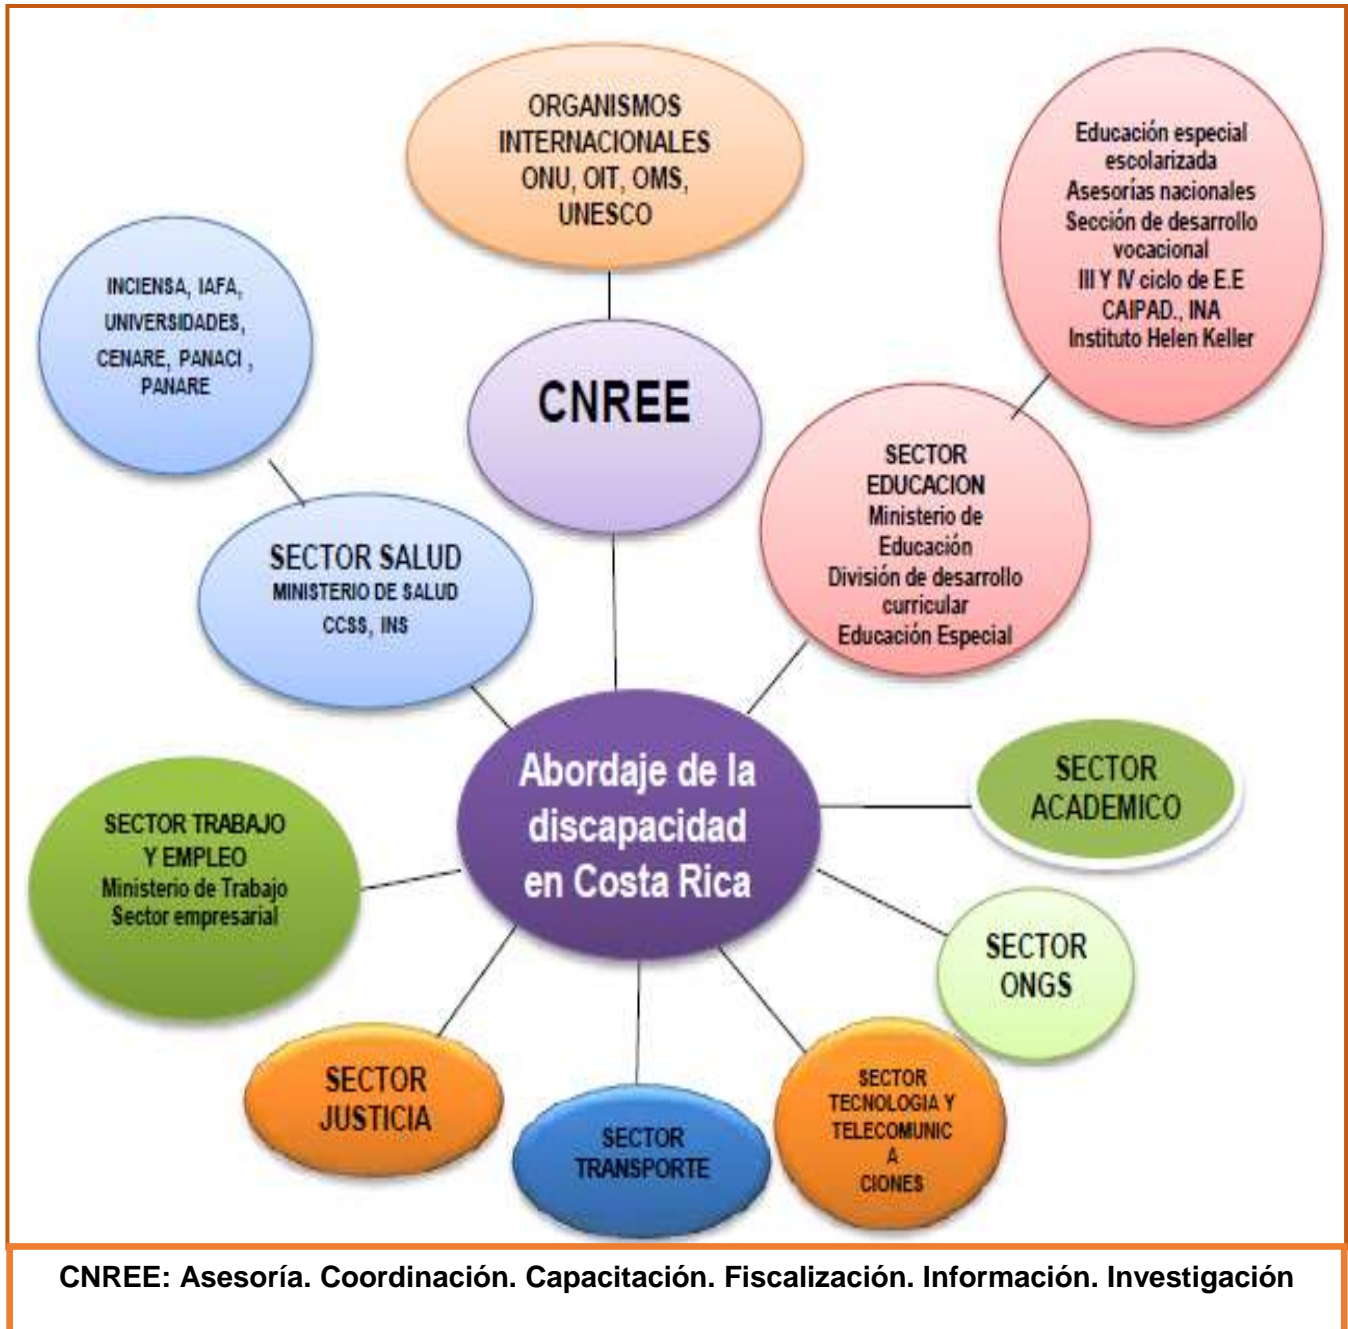 ORGANISMOS
INTERNACIONALES
ONU, OIT, OMS,
UNESCO
Educación especial
escolarizada
Asesorías nacionales
Sección de desarrollo
vocacional
III Y IV ciclo de E.E
CAIPAD., INA
Instituto Helen Keller
INCIENSA, IAFA,
UNIVERSIDADES,
CENARE, PANACI ,
PANARE
CNREE
SECTOR
EDUCACION
Ministerio de
Educación
División de desarrollo
curricular
Educación Especial
SECTOR SALUD
MINISTERIO DE SALUD
CCSS, INS
Abordaje de la
discapacidad
en Costa Rica
SECTOR
ACADEMICO
SECTOR TRABAJO
Y EMPLEO
Ministerio de Trabajo
Sector empresarial
SECTOR
ONGS
SECTOR
JUSTICIA
SECTOR
TRANSPORTE
SECTOR
TECNOLOGIA Y
TELECOMUNIC
A
CIONES
CNREE: Asesoría. Coordinación. Capacitación. Fiscalización. Información. Investigación